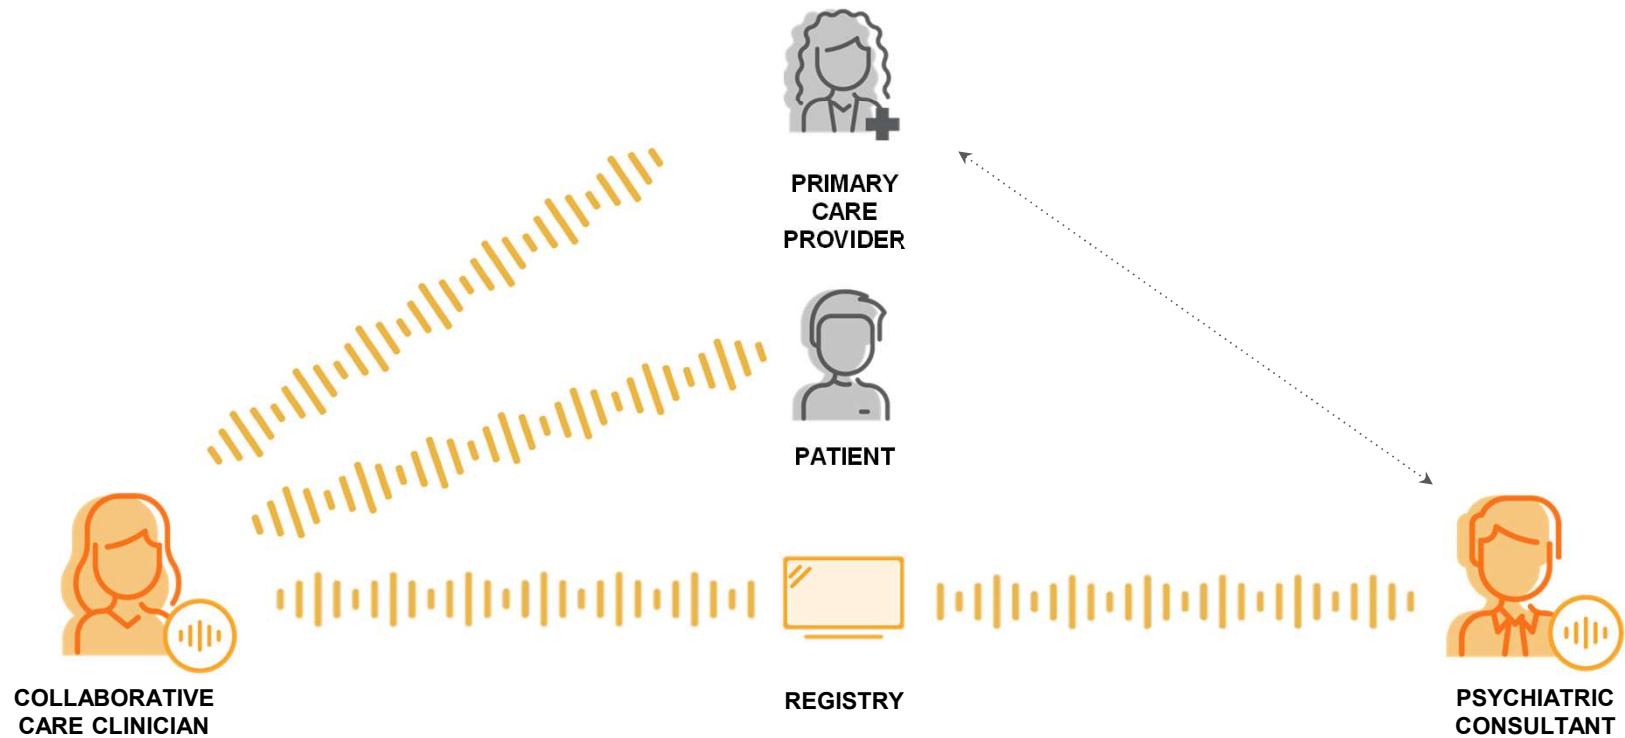 PRIMARY
CARE
PROVIDER
PATIENT
COLLABORATIVE
CARE CLINICIAN
REGISTRY
PSYCHIATRIC
CONSULTANT